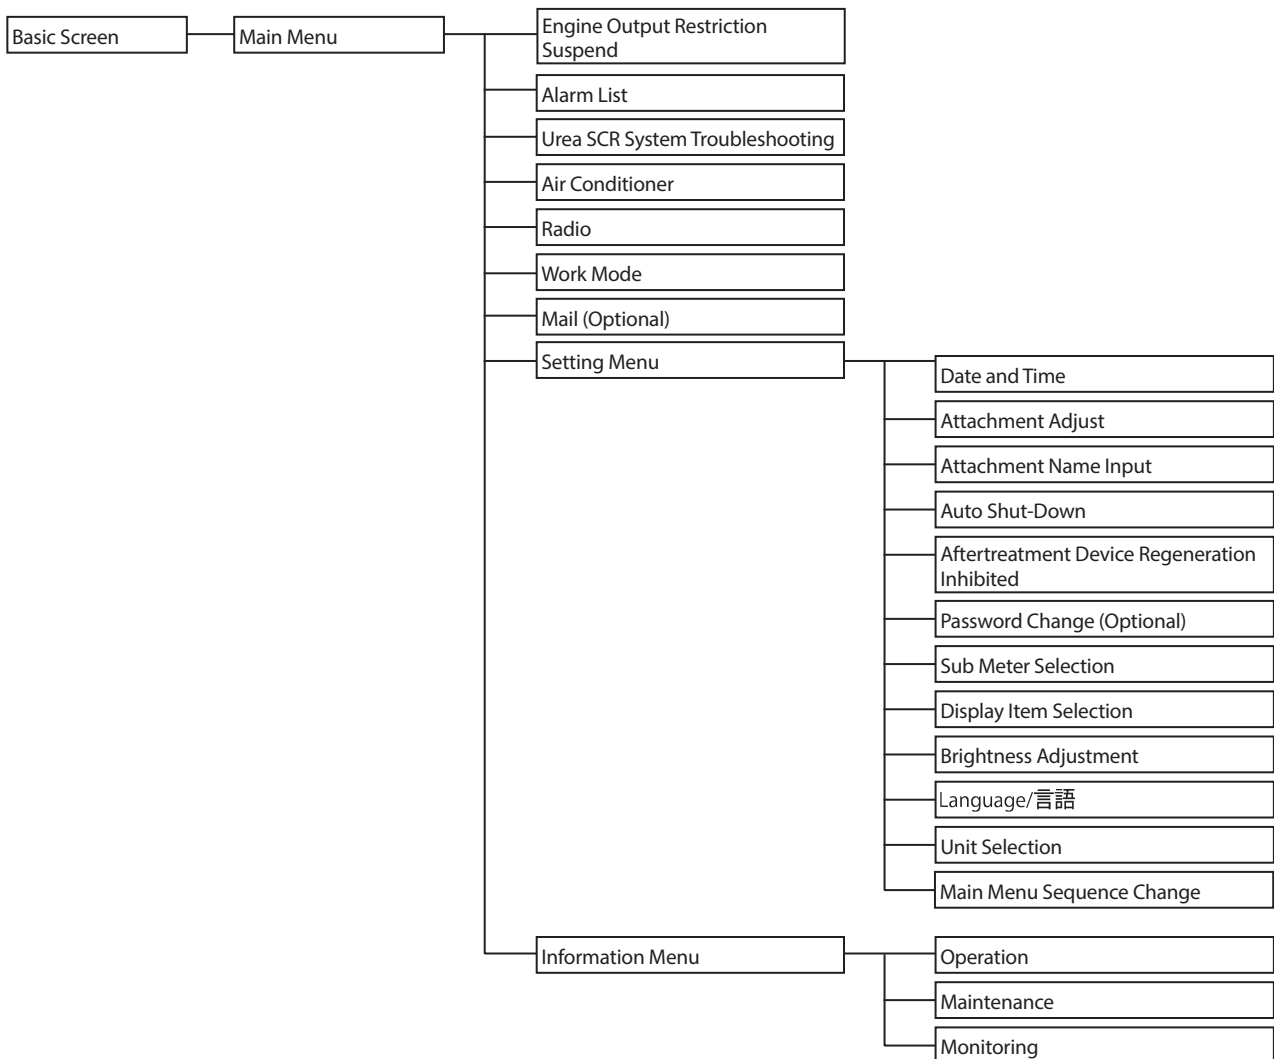 Basic Screen
Main Menu
Engine Output Restriction
Suspend
Alarm List
Urea SCR System Troubleshooting
Air Conditioner
Radio
Work Mode
Mail (Optional)
Setting Menu
Date and Time
Attachment Adjust
Attachment Name Input
Auto Shut-Down
Aftertreatment Device Regeneration
Inhibited
Password Change (Optional)
Sub Meter Selection
Display Item Selection
Brightness Adjustment
Language/言語
Unit Selection
Main Menu Sequence Change
Information Menu
Operation
Maintenance
Monitoring